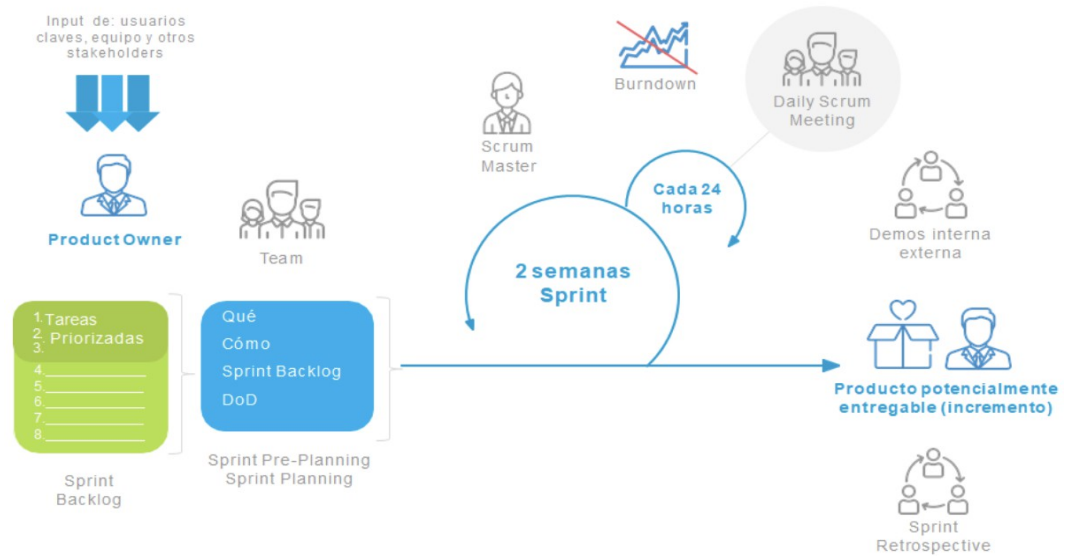 Input de: usuarios
claves, equipo y otros
stakeholders
Product Owner
Team
Scrum
Master
Burndown
Daily Scrum
Meeting
Cada 24
horas
2 semanas
Sprint
Demos interna
externa
1. Tareas
2. Priorizadas
3.
4.
5.
6.
7.
8.
Sprint
Backlog
Qué
Cómo
Sprint Backlog
DoD
Sprint Pre-Planning
Sprint Planning
Producto potencialmente
entregable (incremento)
Sprint
Retrospective